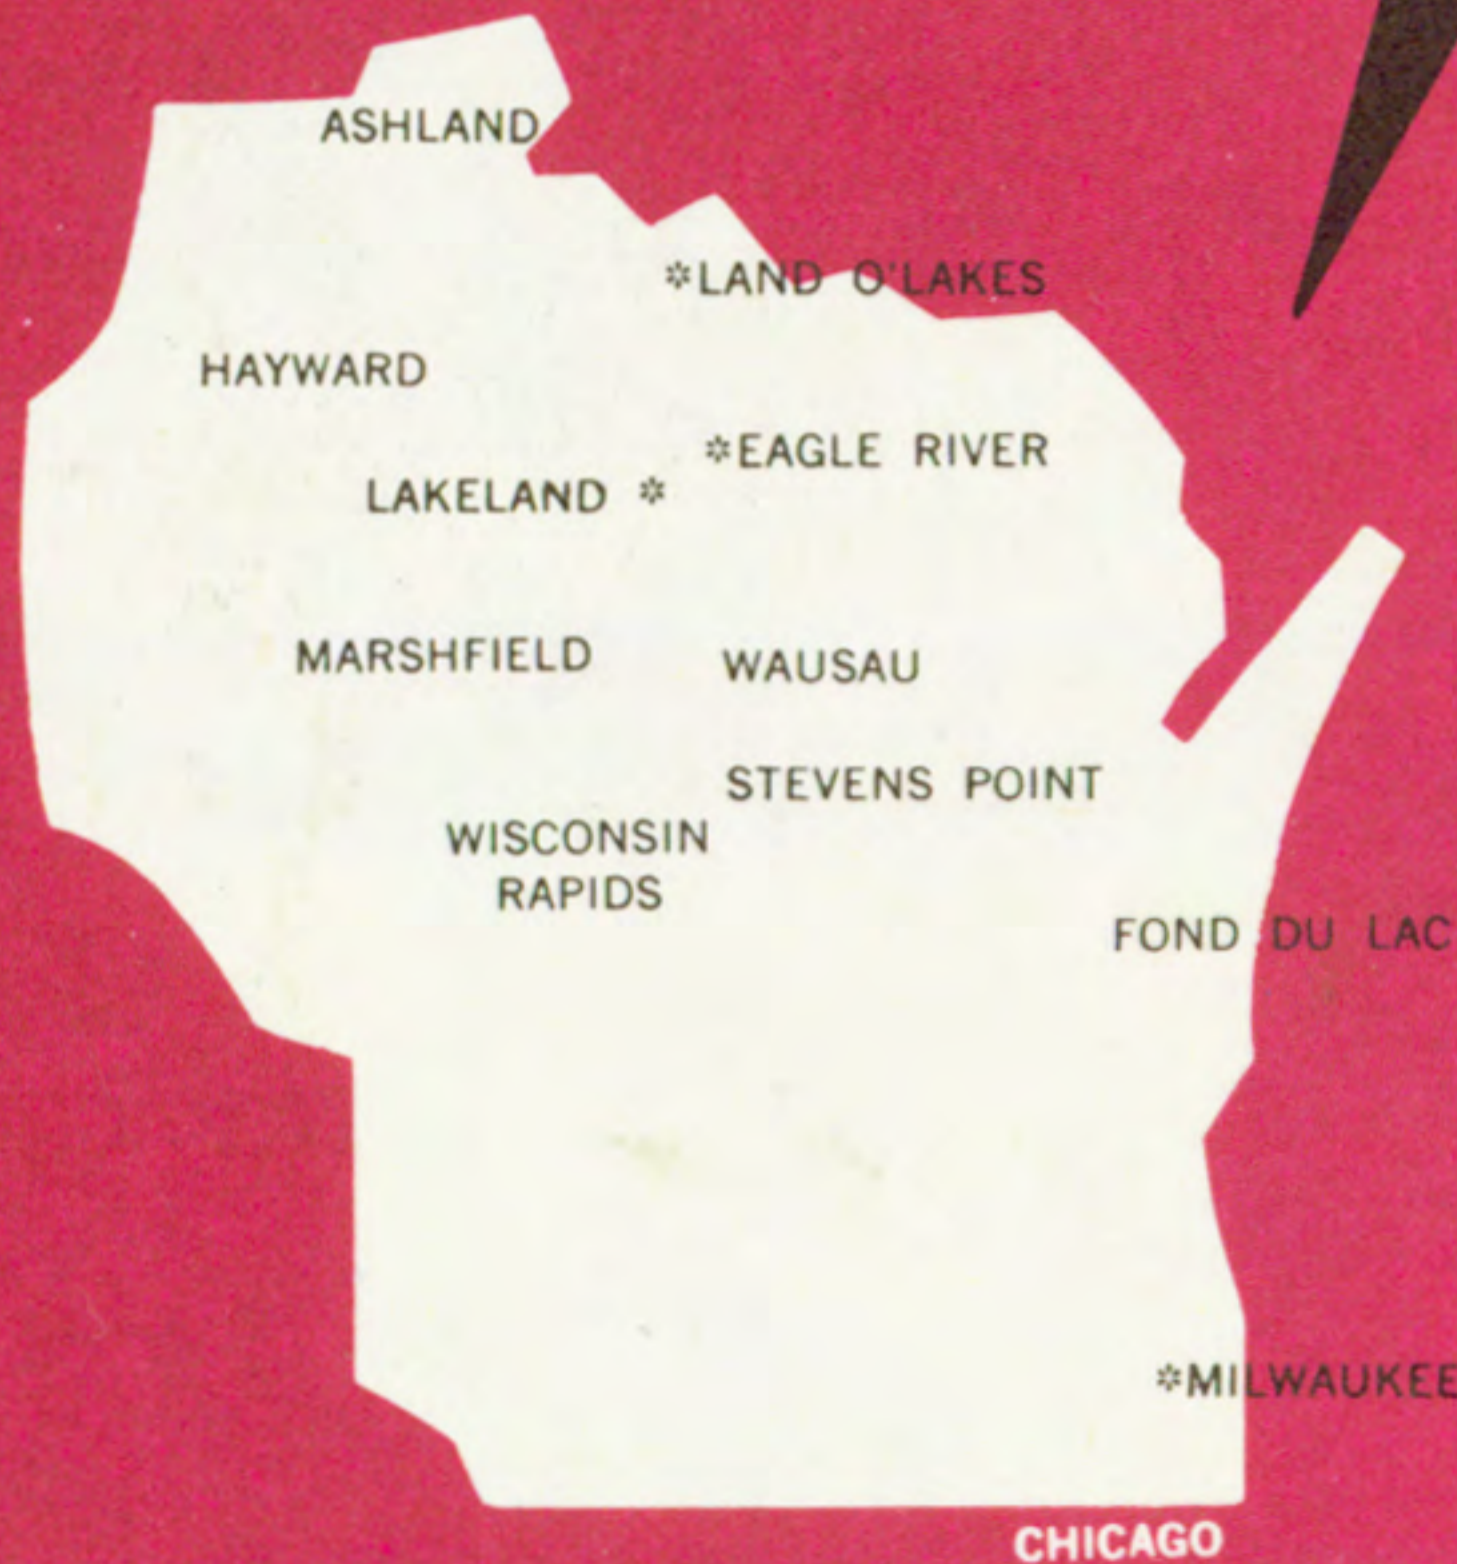 ASHLAND
*LAND O'LAKES
HAYWARD
*EAGLE RIVER
LAKELAND *
MARSHFIELD
WAUSAU
STEVENS POINT
WISCONSIN
RAPIDS
FOND DU LAC
*MILWAUKEE
CHICAGO